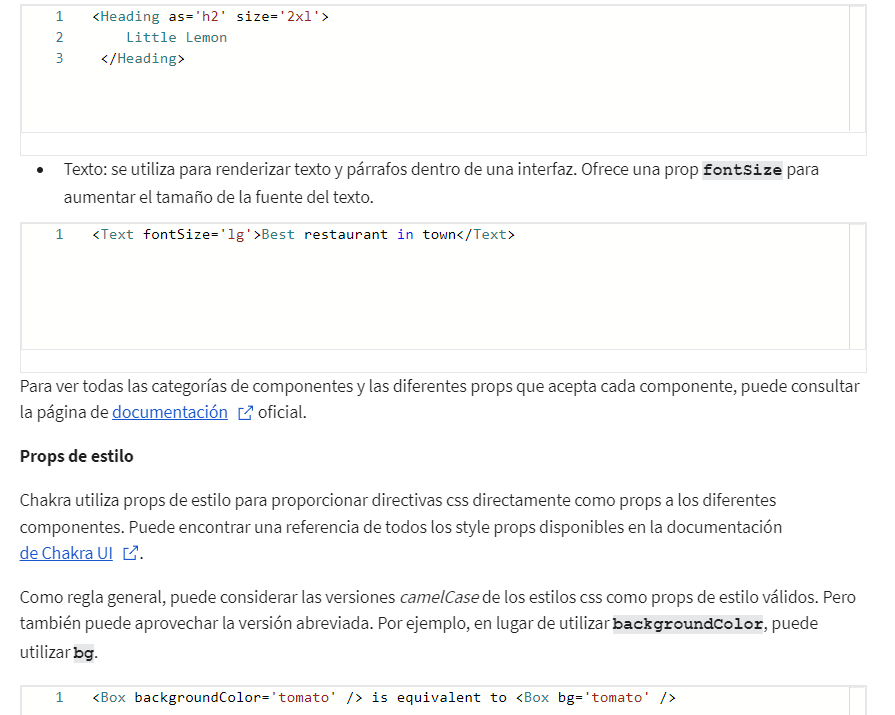 1 <Heading as='h2' size='2xl'>
2 Little Lemon
3 </Heading>
• Texto: se utiliza para renderizar texto y párrafos dentro de una interfaz. Ofrece una prop fontSize para
aumentar el tamaño de la fuente del texto.
1 <Text fontSize='lg'>Best restaurant in town</Text>
Para ver todas las categorías de componentes y las diferentes props que acepta cada componente, puede consultar
la página de documentación oficial.
Props de estilo
Chakra utiliza props de estilo para proporcionar directivas css directamente como props a los diferentes
componentes. Puede encontrar una referencia de todos los style props disponibles en la documentación
de Chakra UI.
Como regla general, puede considerar las versiones camelCase de los estilos css como props de estilo válidos. Pero
también puede aprovechar la versión abreviada. Por ejemplo, en lugar de utilizar backgroundColor, puede
utilizar bg.
1 <Box backgroundColor='tomato' /> is equivalent to <Box bg='tomato' />